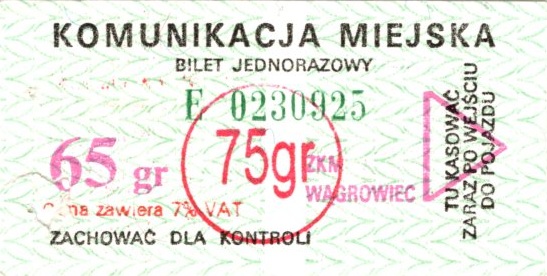 KOMUNIKACJA MIEJSKA
BILET JEDNORAZOWY
E 0230925
65 gr
75gr
ZKM
WAGROWIEC
Cena zawiera 7% VAT
ZACHOWAĆ DLA KONTROLI
TU KASOWAĆ
ZARAZ PO WEJŚCIU
DO POJAZDU